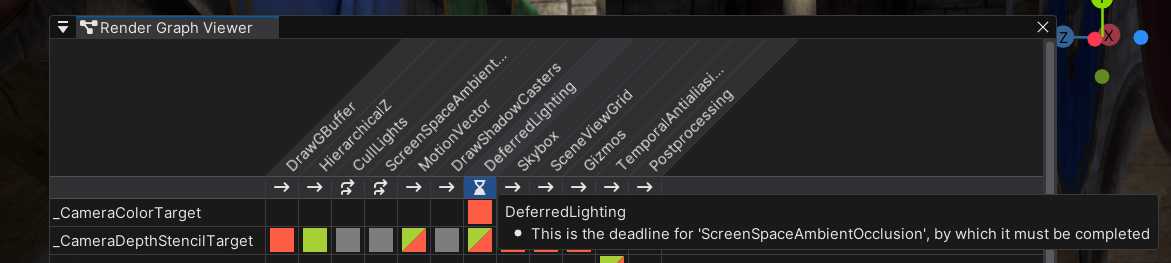 Render Graph Viewer
Y
Z
X
DrawGBuffer
HierarchicalZ
CullLights
ScreenSpaceAmbient...
MotionVector
DrawShadowCasters
DeferredLighting
Skybox
SceneViewGrid
Gizmos
TemporalAntialiasi...
Postprocessing
_CameraColorTarget
DeferredLighting
_CameraDepthStencilTarget
This is the deadline for 'ScreenSpaceAmbientOcclusion', by which it must be completed